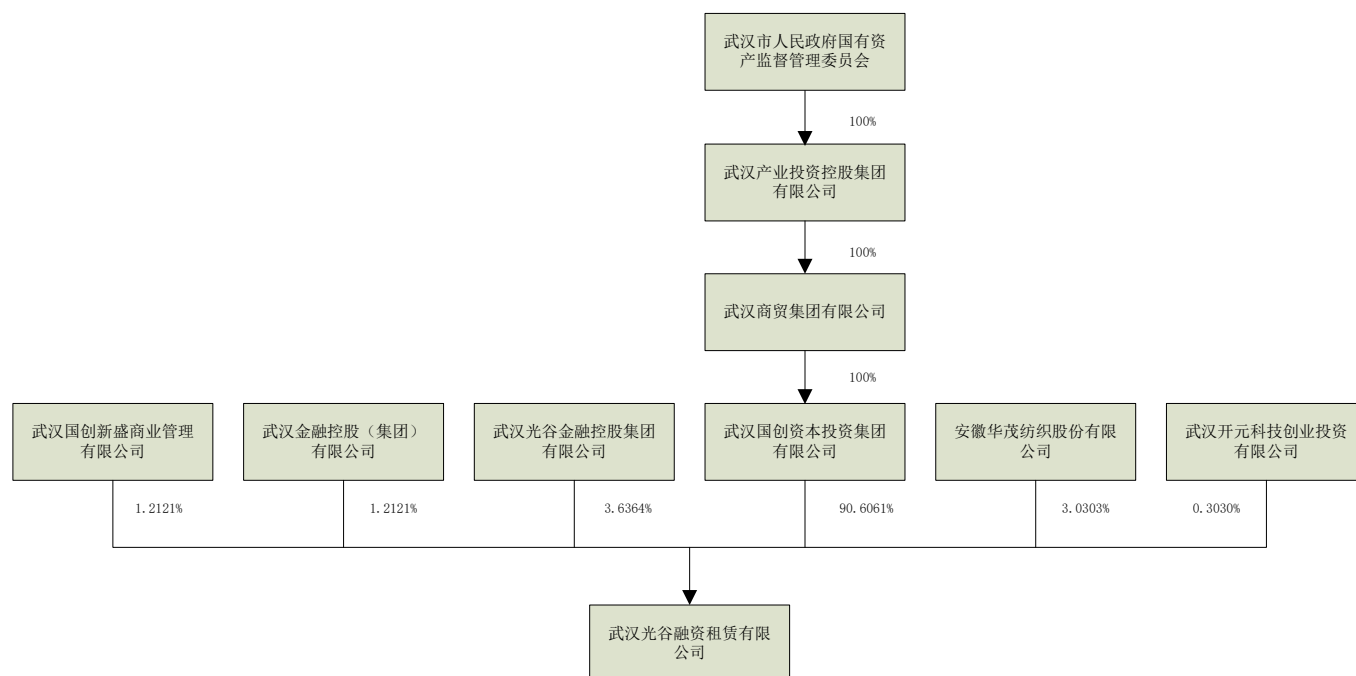 武汉市人民政府国有资
产监督管理委员会
100%
武汉产业投资控股集团
有限公司
100%
武汉商贸集团有限公司
100%
武汉国创新盛商业管理
有限公司
武汉金融控股（集团）
有限公司
武汉光谷金融控股集团
有限公司
武汉国创资本投资集团
有限公司
安徽华茂纺织股份有限
公司
武汉开元科技创业投资
有限公司
1.2121%
1.2121%
3.6364%
90.6061%
3.0303%
0.3030%
武汉光谷融资租赁有限
公司